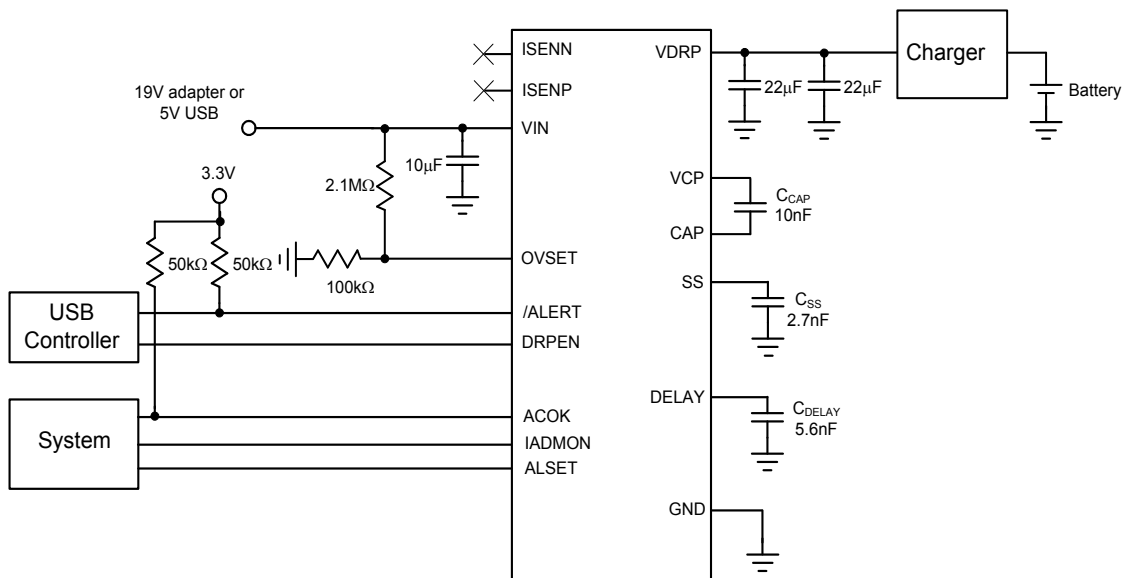 ISENN
ISENP
19V adapter or
5V USB
VIN
10μF
2.1MΩ
3.3V
50kΩ
50kΩ
100kΩ
OVSET
USB
Controller
/ALERT
DRPEN
System
ACOK
IADMON
ALSET
VDRP
22μF
22μF
Charger
Battery
VCP
CAP
CCAP
10nF
SS
CSS
2.7nF
DELAY
CDELAY
5.6nF
GND